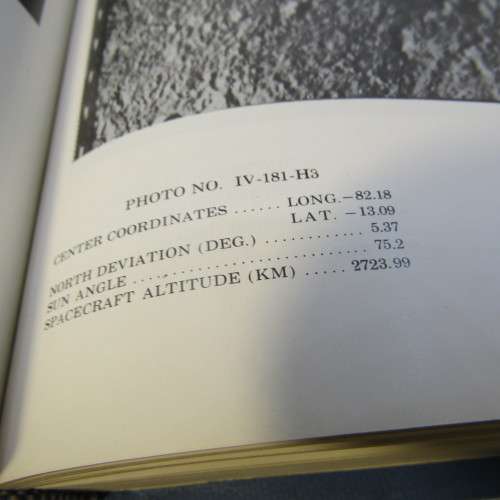 PHOTO NO. IV-181-H3
CENTER COORDINATES ...... LONG.-82.18
LAT. -13.09
NORTH DEVIATION (DEG.) ............ 5.37
SUN ANGLE ............................ 75.2
SPACECRAFT ALTITUDE (KM) ..... 2723.99